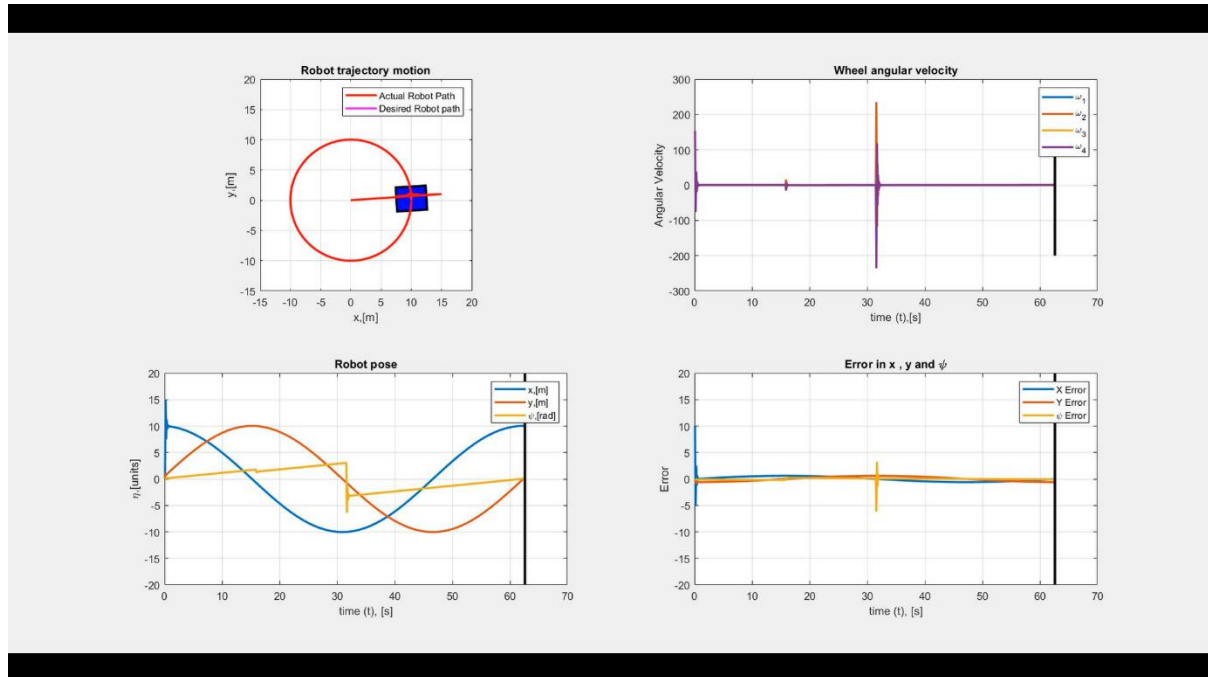 Robot trajectory motion
20
15
10
5
0
-5
-10
-15
-15 -10 -5 0 5 10 15 20
y,[m]
x,[m]
Actual Robot Path
Desired Robot path
Wheel angular velocity
300
200
100
0
-100
-200
-300
0 10 20 30 40 50 60 70
Angular Velocity
time (t),[s]
ω1
ω2
ω3
ω4
Robot pose
20
15
10
5
0
-5
-10
-15
-20
0 10 20 30 40 50 60 70
η,[units]
time (t), [s]
x,[m]
y,[m]
ψ,[rad]
Error in x , y and ψ
20
15
10
5
0
-5
-10
-15
-20
0 10 20 30 40 50 60 70
Error
time (t), [s]
X Error
Y Error
ψ Error